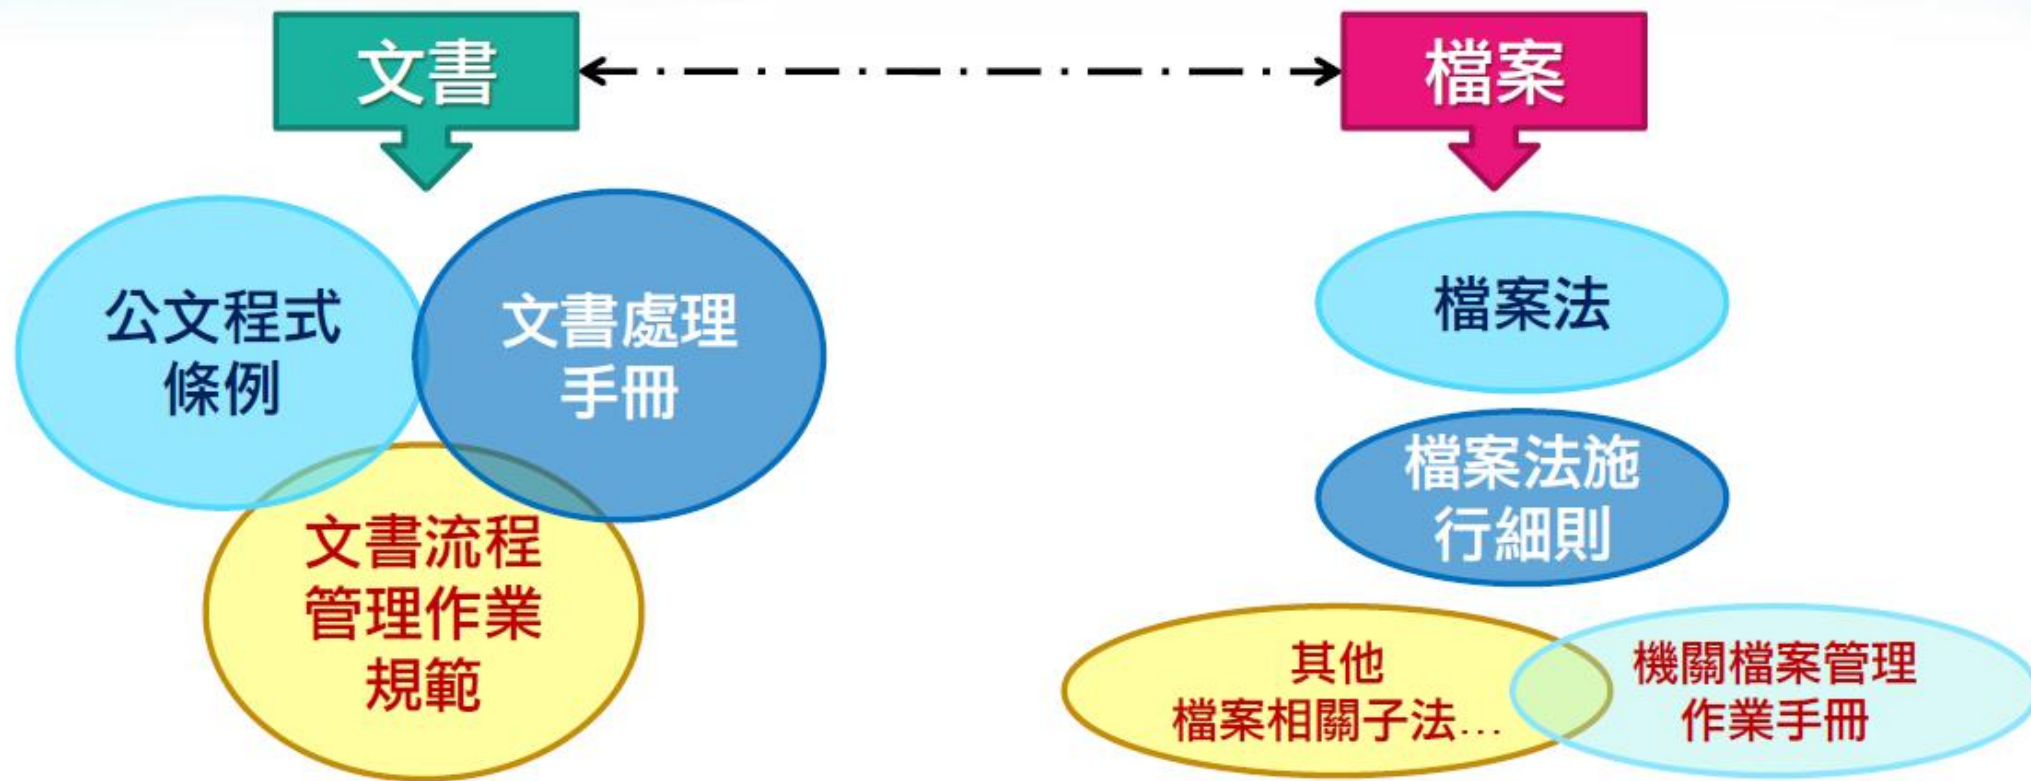 文書
檔案
公文程式
條例
文書處理
手冊
文書流程
管理作業
規範
檔案法
檔案法施
行細則
其他
檔案相關子法...
機關檔案管理
作業手冊